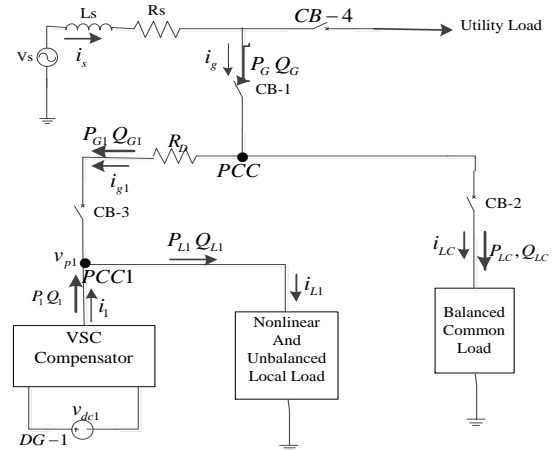 Ls
Rs
CB-4
Utility Load
Vs
i_s
i_g
P_G Q_G
CB-1
P_G1 Q_G1
R_D
PCC
i_g1
CB-3
CB-2
v_p1
PCC1
P_L1 Q_L1
i_LC
P_LC, Q_LC
P_1 Q_1
i_1
i_L1
VSC
Compensator
Nonlinear
And
Unbalanced
Local Load
Balanced
Common
Load
v_dc1
DG-1